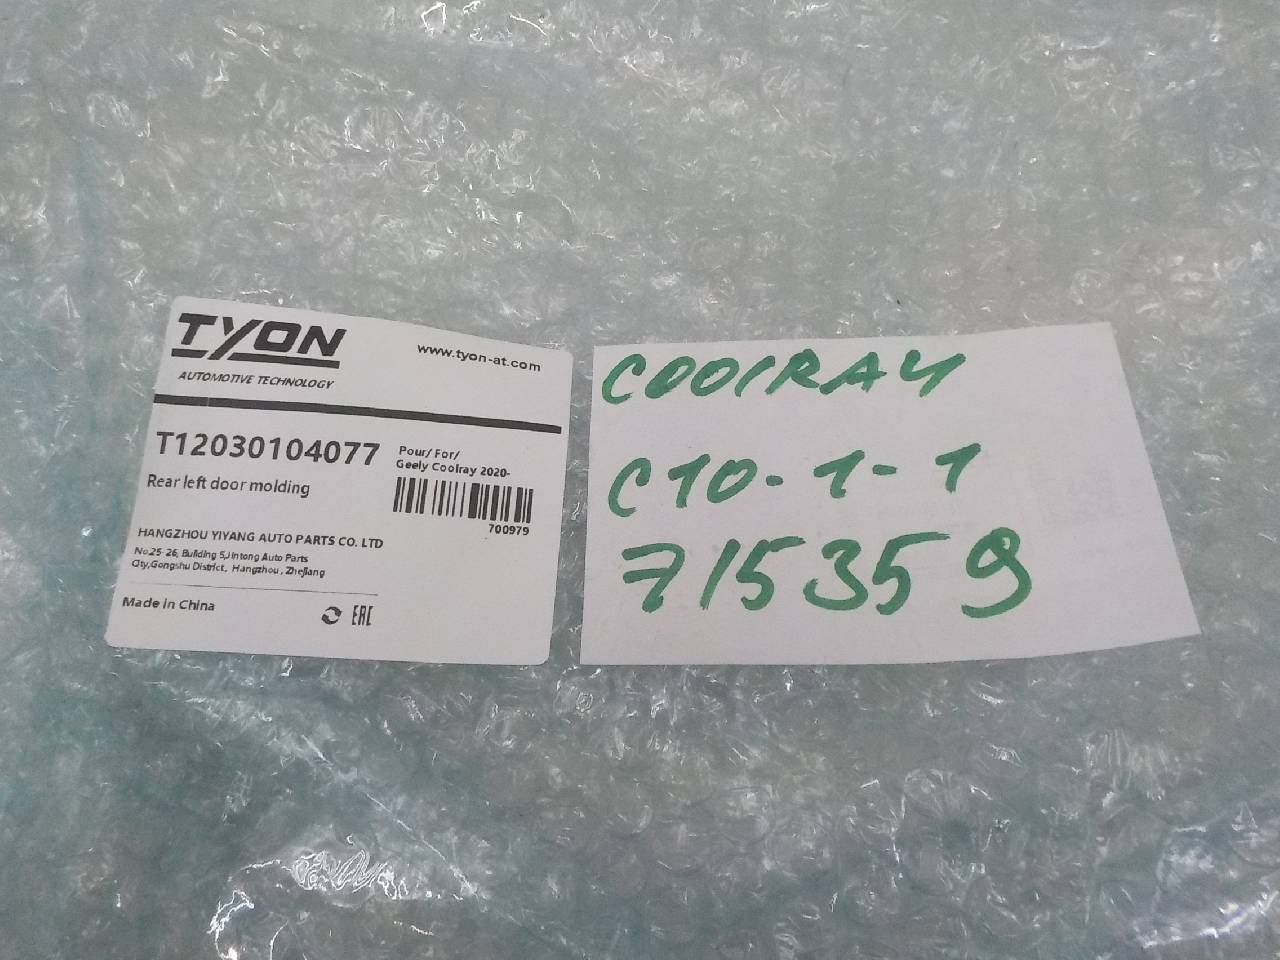 TYON
AUTOMOTIVE TECHNOLOGY
www.tyon-at.com
T12030104077
Rear left door molding
Pour/ For/
Geely Coolray 2020-
700979
HANGZHOU YIYANG AUTO PARTS CO. LTD
No.25-26, Building 5,Jintong Auto Parts
City,Gongshu District, Hangzhou, Zhejiang
Made in China
EAC
COOLRAY
C10-1-1
715359